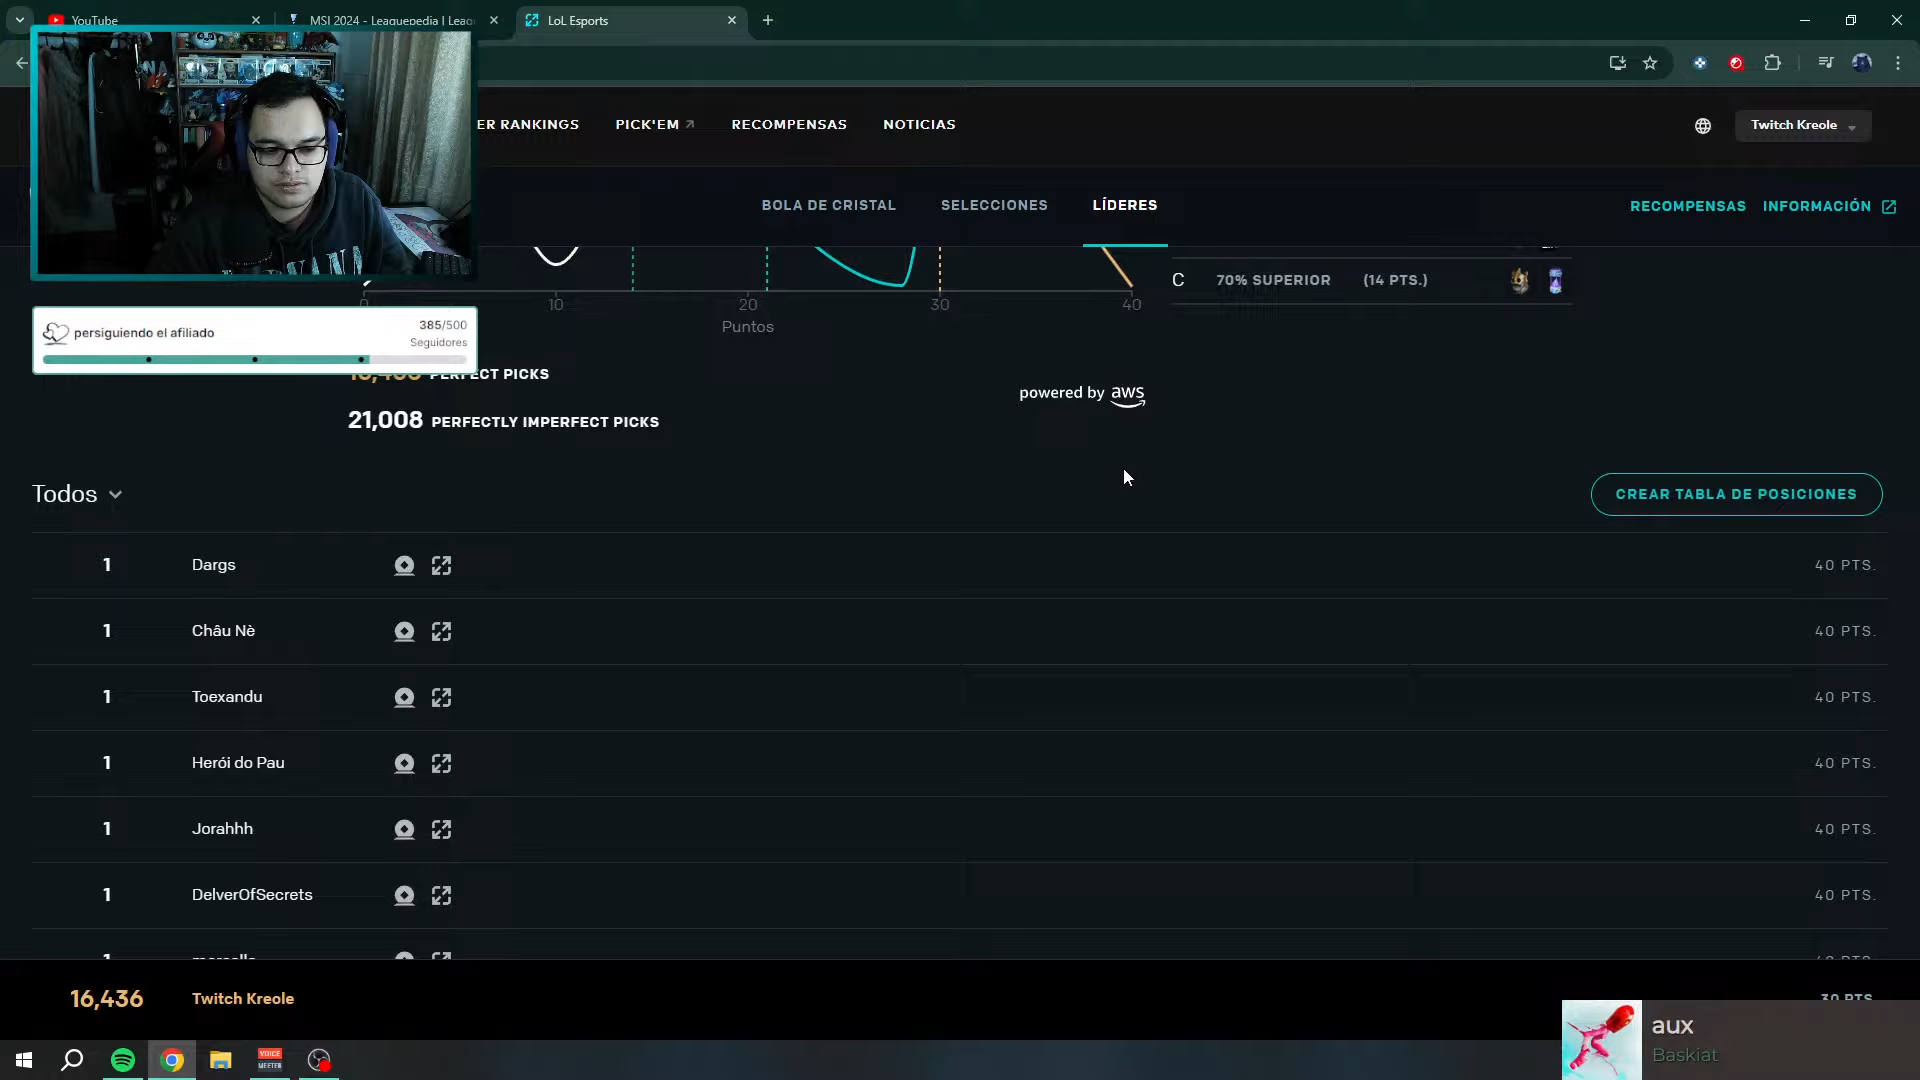 YouTube
MSI 2024 - Leaguepedia | Leag
LoL Esports
ER RANKINGS
PICK'EM
RECOMPENSAS
NOTICIAS
Twitch Kreole
BOLA DE CRISTAL
SELECCIONES
LÍDERES
RECOMPENSAS
INFORMACIÓN
C 70% SUPERIOR (14 PTS.)
0 10 20 30 40
Puntos
persiguiendo el afiliado
385/500
Seguidores
PERFECT PICKS
21,008 PERFECTLY IMPERFECT PICKS
powered by aws
Todos
CREAR TABLA DE POSICIONES
1 Dargs 40 PTS.
1 Châu Nè 40 PTS.
1 Toexandu 40 PTS.
1 Herói do Pau 40 PTS.
1 Jorahhh 40 PTS.
1 DelverOfSecrets 40 PTS.
16,436 Twitch Kreole 30 PTS
aux
Baskiat
VOICE
MEETER